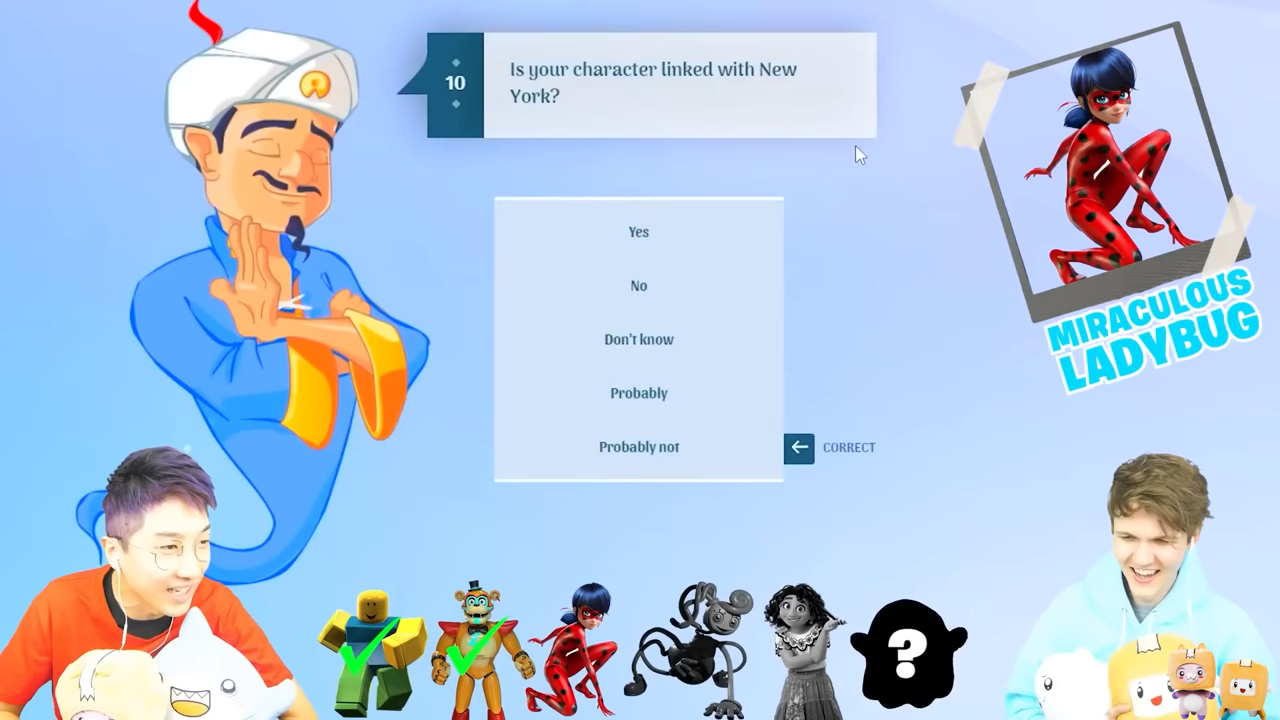 10
Is your character linked with New
York?
Yes
No
Don't know
Probably
Probably not
CORRECT
MIRACULOUS
LADYBUG
?